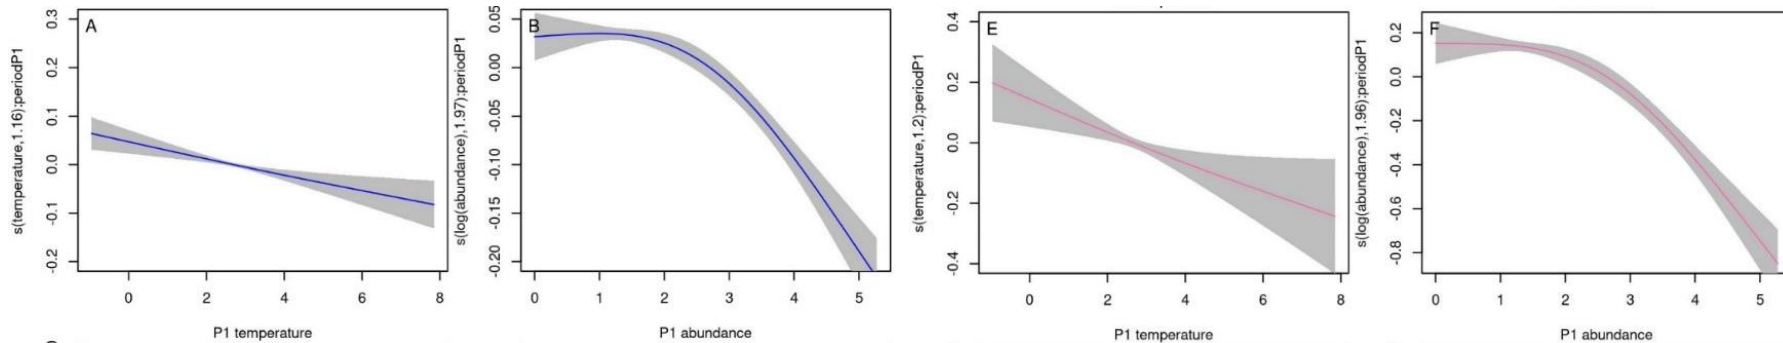 A
s(temperature,1.16):periodP1
0.3
0.2
0.1
0.0
-0.1
-0.2
0 2 4 6 8
P1 temperature
B
s(log(abundance),1.97):periodP1
0.05
0.00
-0.05
-0.10
-0.15
-0.20
0 1 2 3 4 5
P1 abundance
E
s(temperature,1.2):periodP1
0.4
0.2
0.0
-0.2
-0.4
0 2 4 6 8
P1 temperature
F
s(log(abundance),1.96):periodP1
0.2
0.0
-0.2
-0.4
-0.6
-0.8
0 1 2 3 4 5
P1 abundance